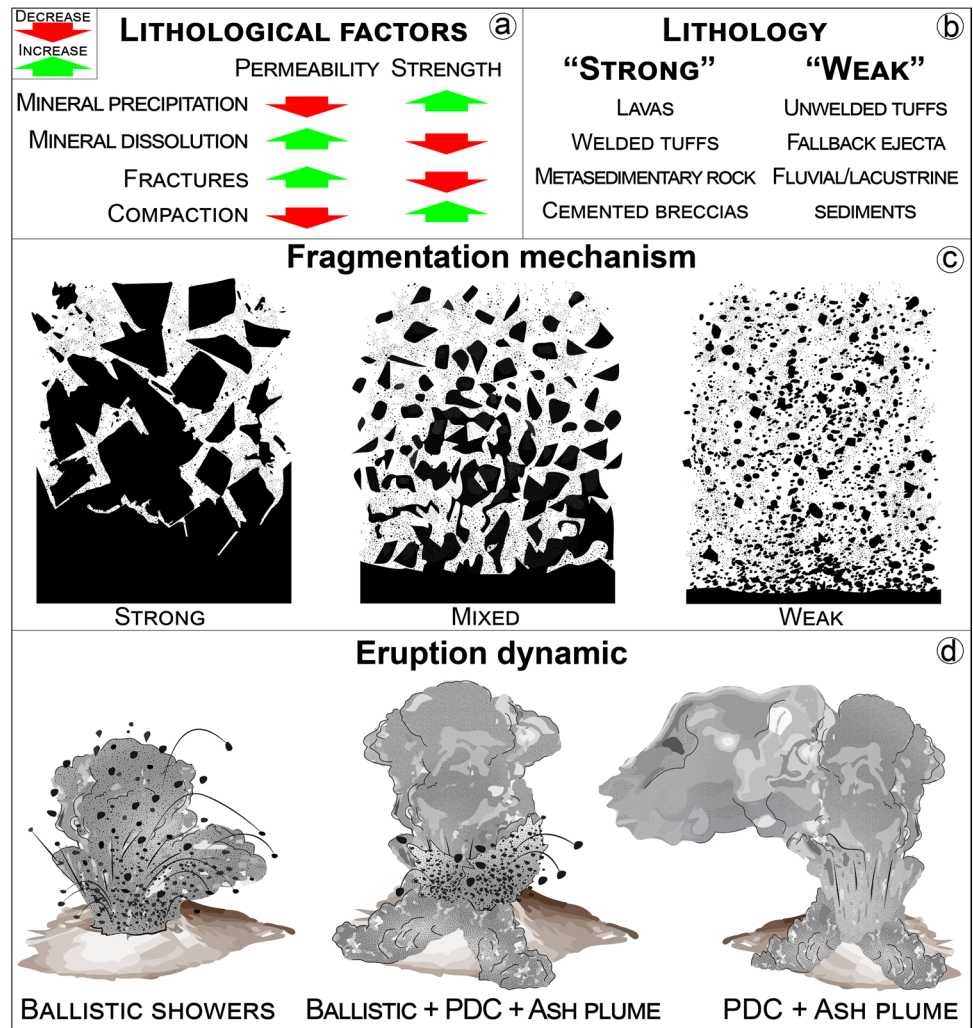 DECREASE
INCREASE
LITHOLOGICAL FACTORS
a
PERMEABILITY STRENGTH
MINERAL PRECIPITATION
MINERAL DISSOLUTION
FRACTURES
COMPACTION
LITHOLOGY
b
"STRONG" "WEAK"
LAVAS UNWELDED TUFFS
WELDED TUFFS FALLBACK EJECTA
METASEDIMENTARY ROCK FLUVIAL/LACUSTRINE
CEMENTED BRECCIAS SEDIMENTS
Fragmentation mechanism
c
STRONG MIXED WEAK
Eruption dynamic
d
BALLISTIC SHOWERS BALLISTIC + PDC + ASH PLUME PDC + ASH PLUME